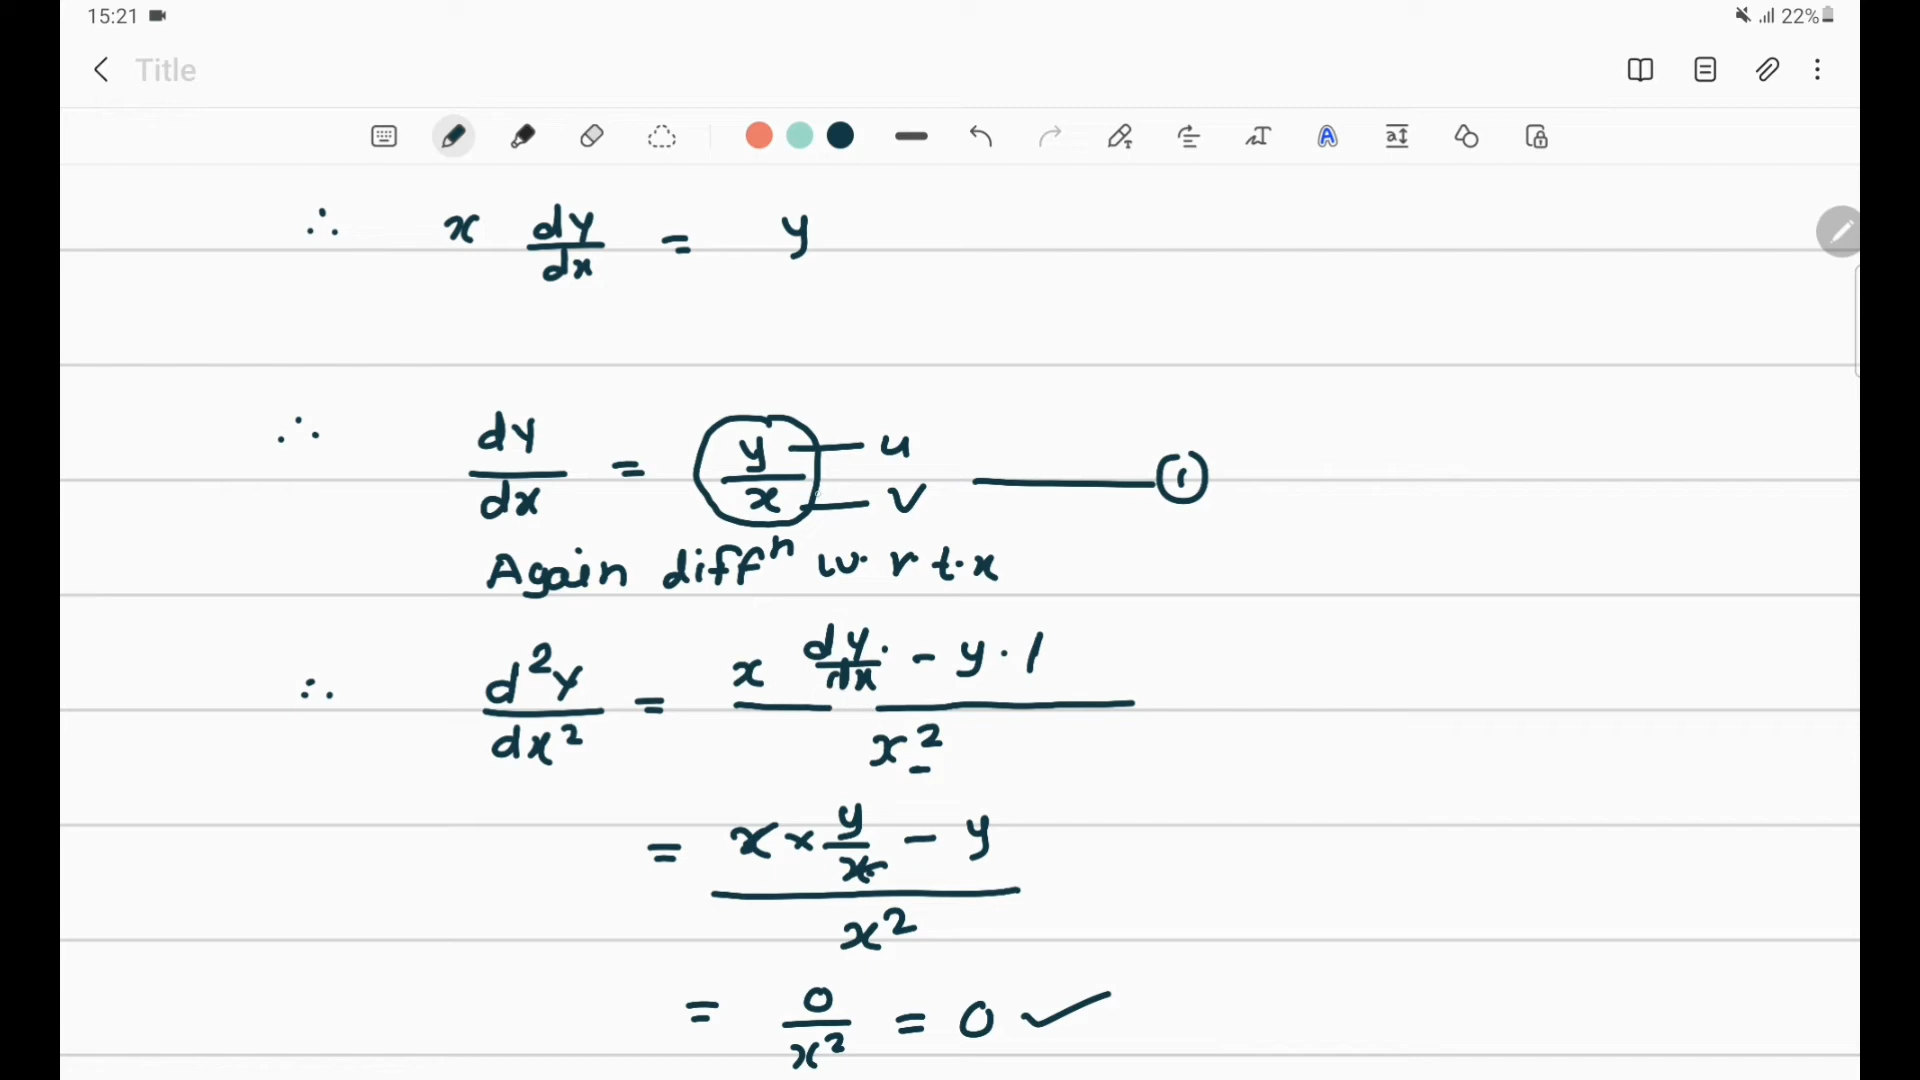 15:21 22%
Title
∴ x dy/dx = y
∴ dy/dx = y/x — u — v ——— ①
Again diffⁿ w.r.t.x
∴ d²y/dx² = (x dy/dx · - y · 1)/x²
= (x × y/x - y)/x²
= 0/x² = 0 ✓